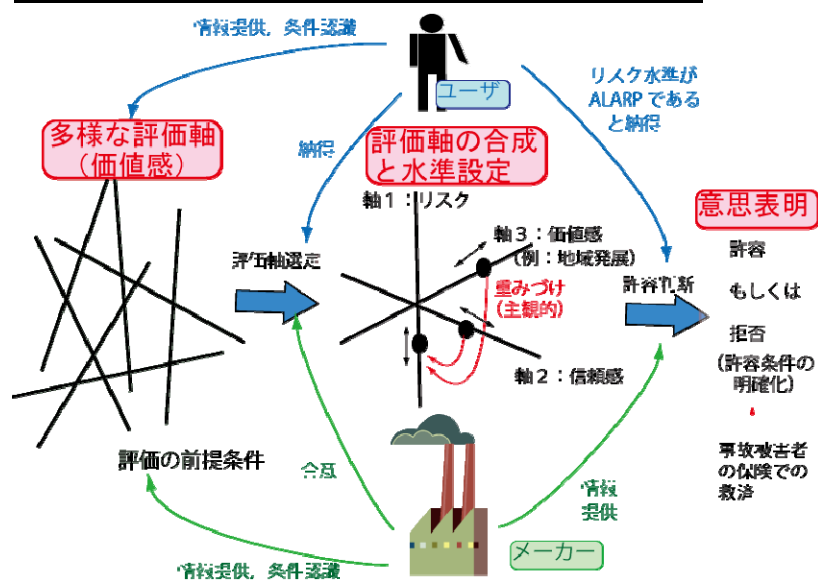 情報提供，条件認識
ユーザ
リスク水準が
ALARPである
と納得
多様な評価軸
（価値感）
納得
評価軸の合成
と水準設定
軸１：リスク
意思表明
評価軸選定
軸３：価値感
（例：地域発展）
重みづけ
（主観的）
許容判断
許容
もしくは
拒否
（許容条件の
明確化）
軸２：信頼感
評価の前提条件
合意
情報
提供
事故被害者
の保険での
救済
メーカー
情報提供，条件認識